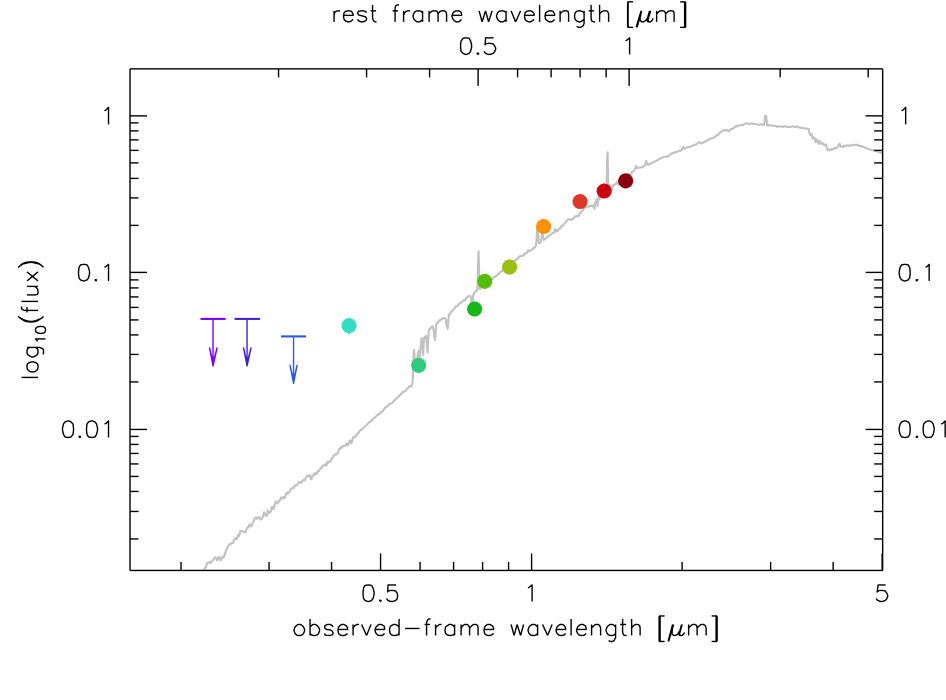 rest frame wavelength [μm]
0.5 1
1 1
0.1 0.1
log10(flux)
0.01 0.01
0.5 1 5
observed-frame wavelength [μm]